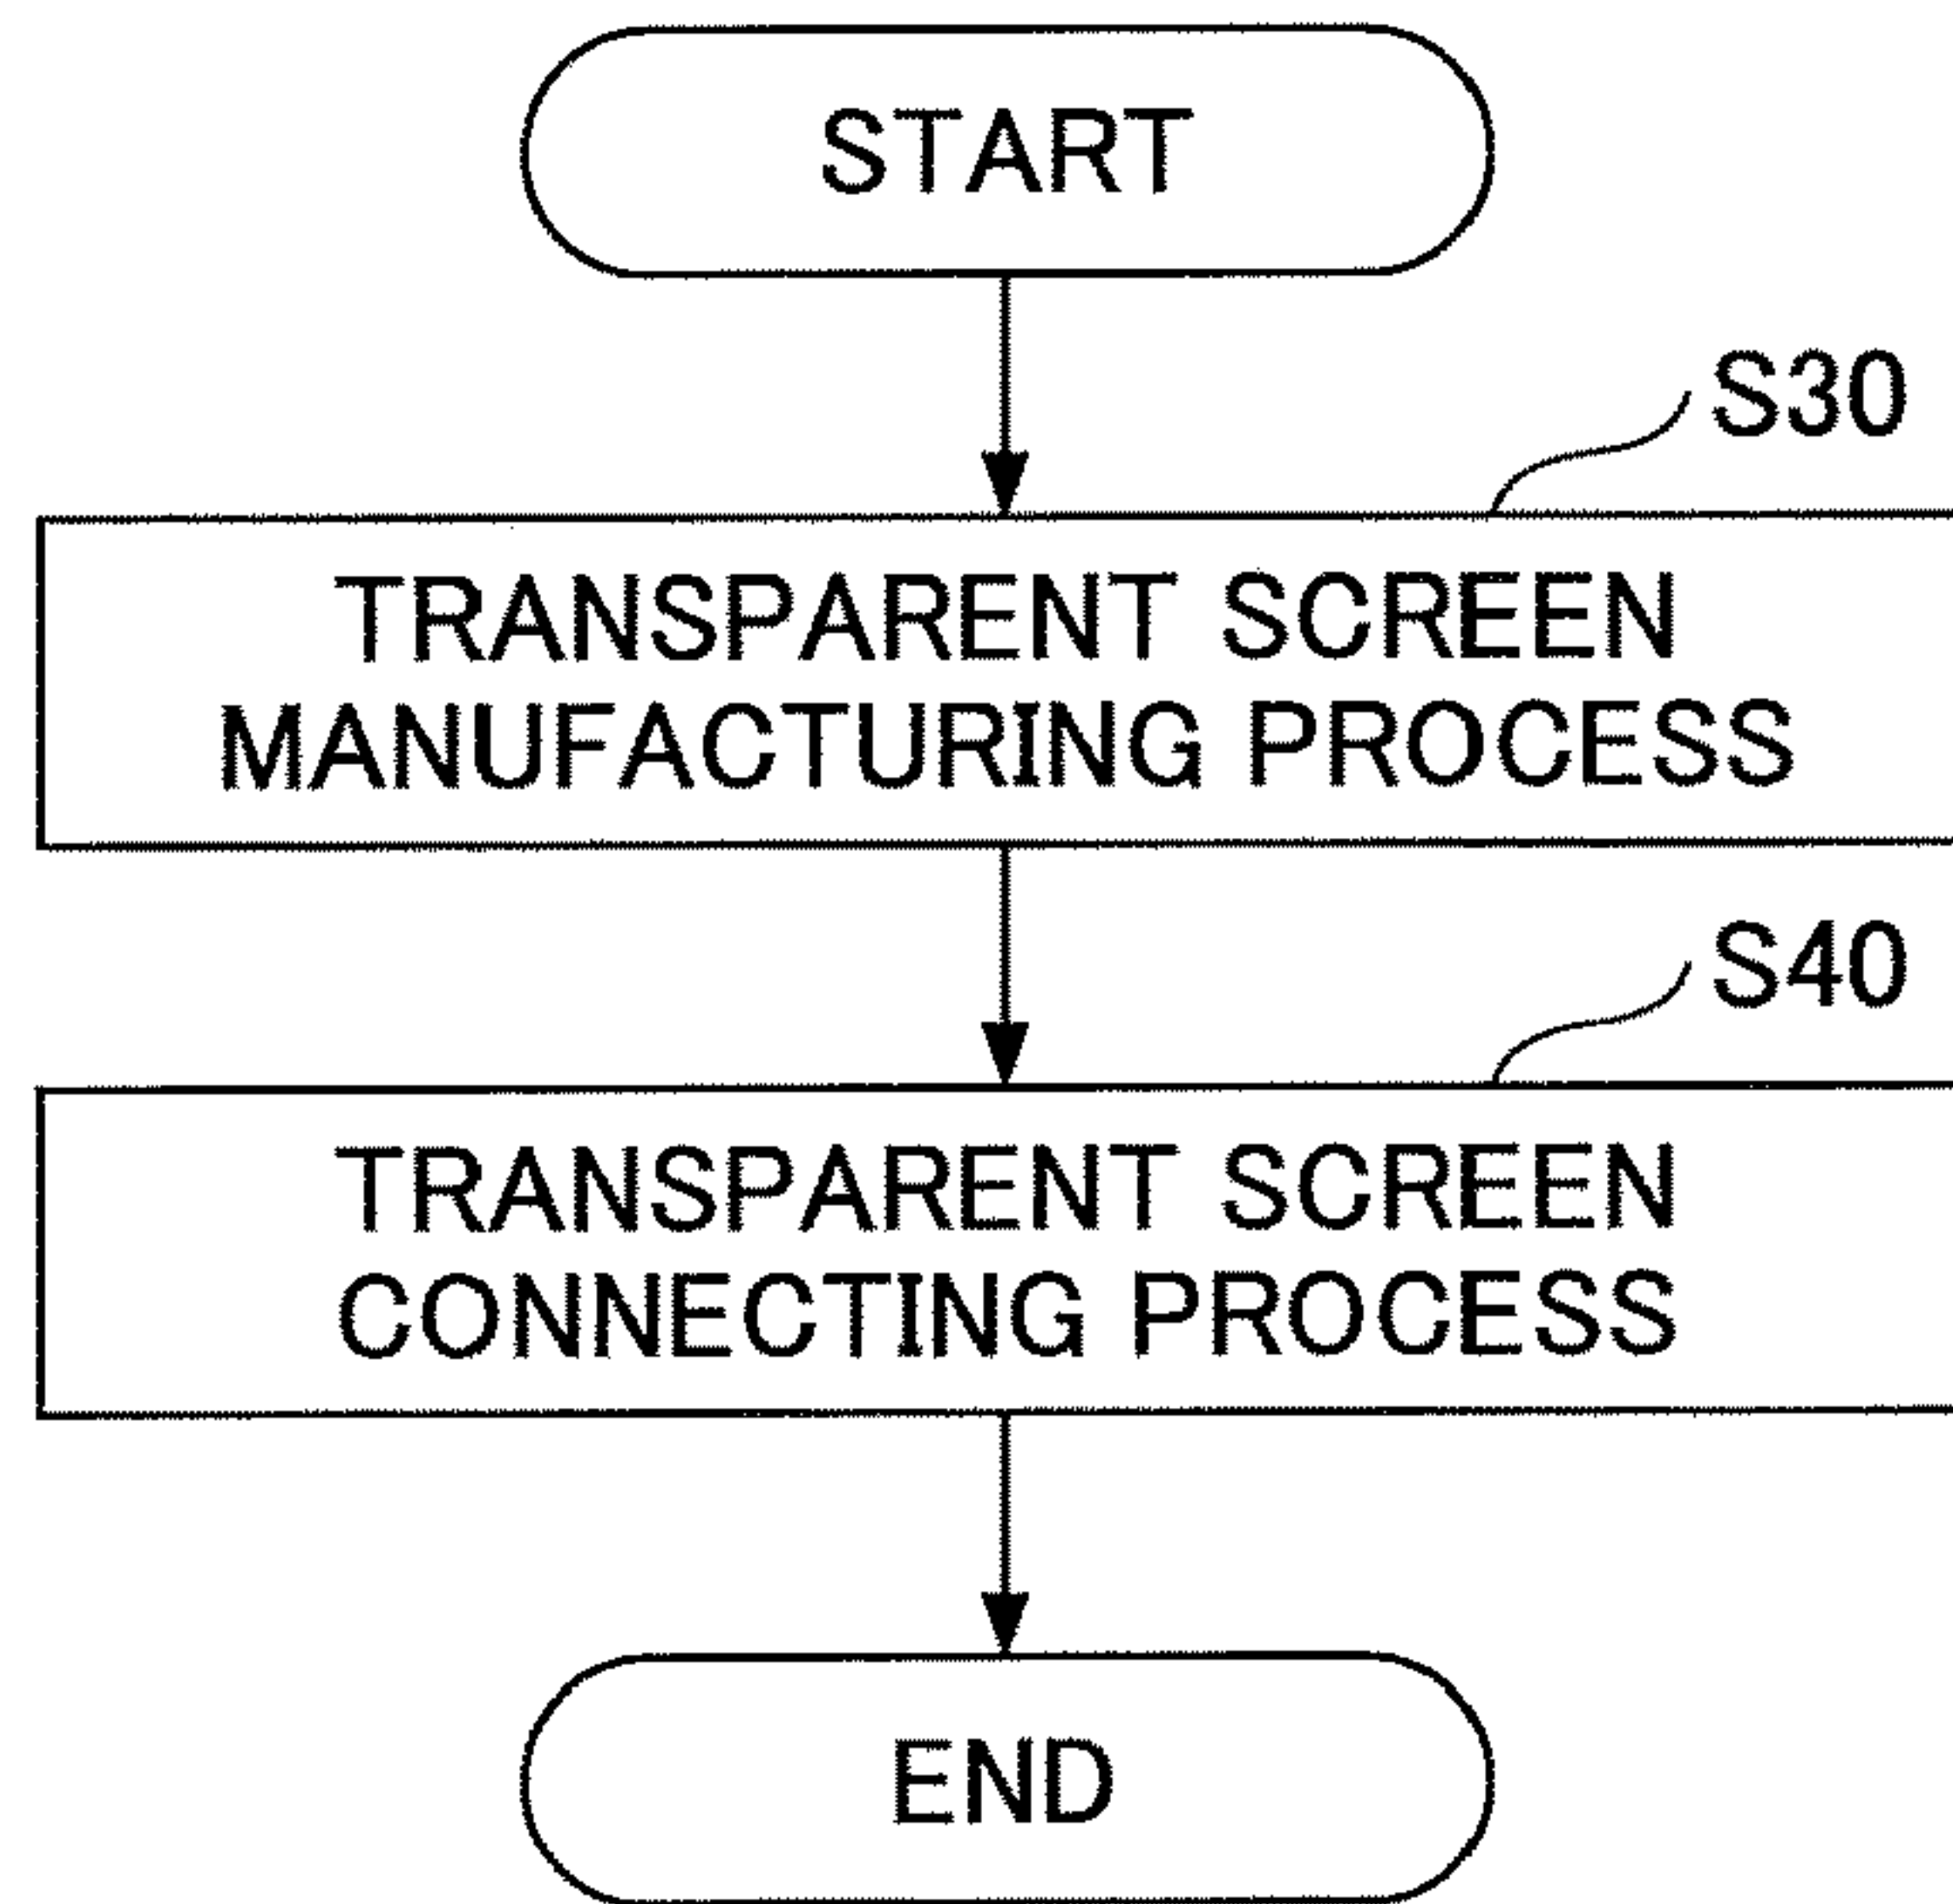 START
S30
TRANSPARENT SCREEN
MANUFACTURING PROCESS
S40
TRANSPARENT SCREEN
CONNECTING PROCESS
END